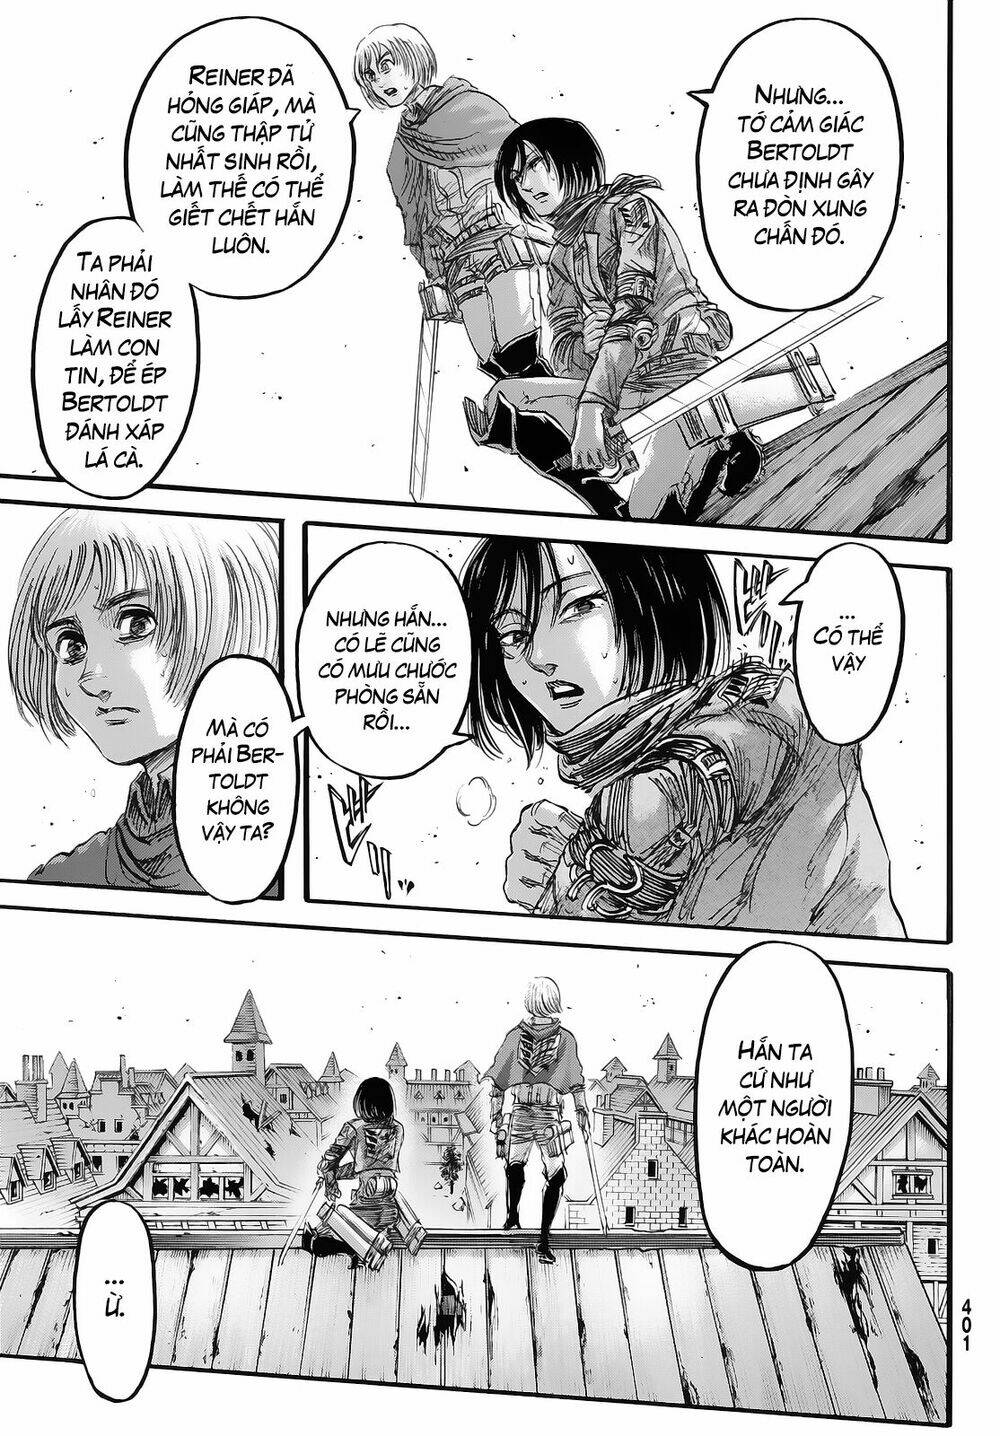 NHƯNG...
TỚ CẢM GIÁC
BERTOLDT
CHƯA ĐỊNH GÂY
RA ĐÒN XUNG
CHẤN ĐÓ.
REINER ĐÃ
HỎNG GIÁP, MÀ
CŨNG THẬP TỬ
NHẤT SINH RỒI,
LÀM THẾ CÓ THỂ
GIẾT CHẾT HẮN
LUÔN.
TA PHẢI
NHÂN ĐÓ
LẤY REINER
LÀM CON
TIN, ĐỂ ÉP
BERTOLDT
ĐÁNH XÁP
LÁ CÀ.
...
CÓ THỂ
VẬY
NHƯNG HẮN...
CÓ LẼ CŨNG
CÓ MƯU CHƯỚC
PHÒNG SẴN
RỒI...
MÀ CÓ
PHẢI BER-
TOLDT
KHÔNG
VẬY TA?
HẮN TA
CỨ NHƯ
MỘT NGƯỜI
KHÁC HOÀN
TOÀN.
...
Ừ.
401